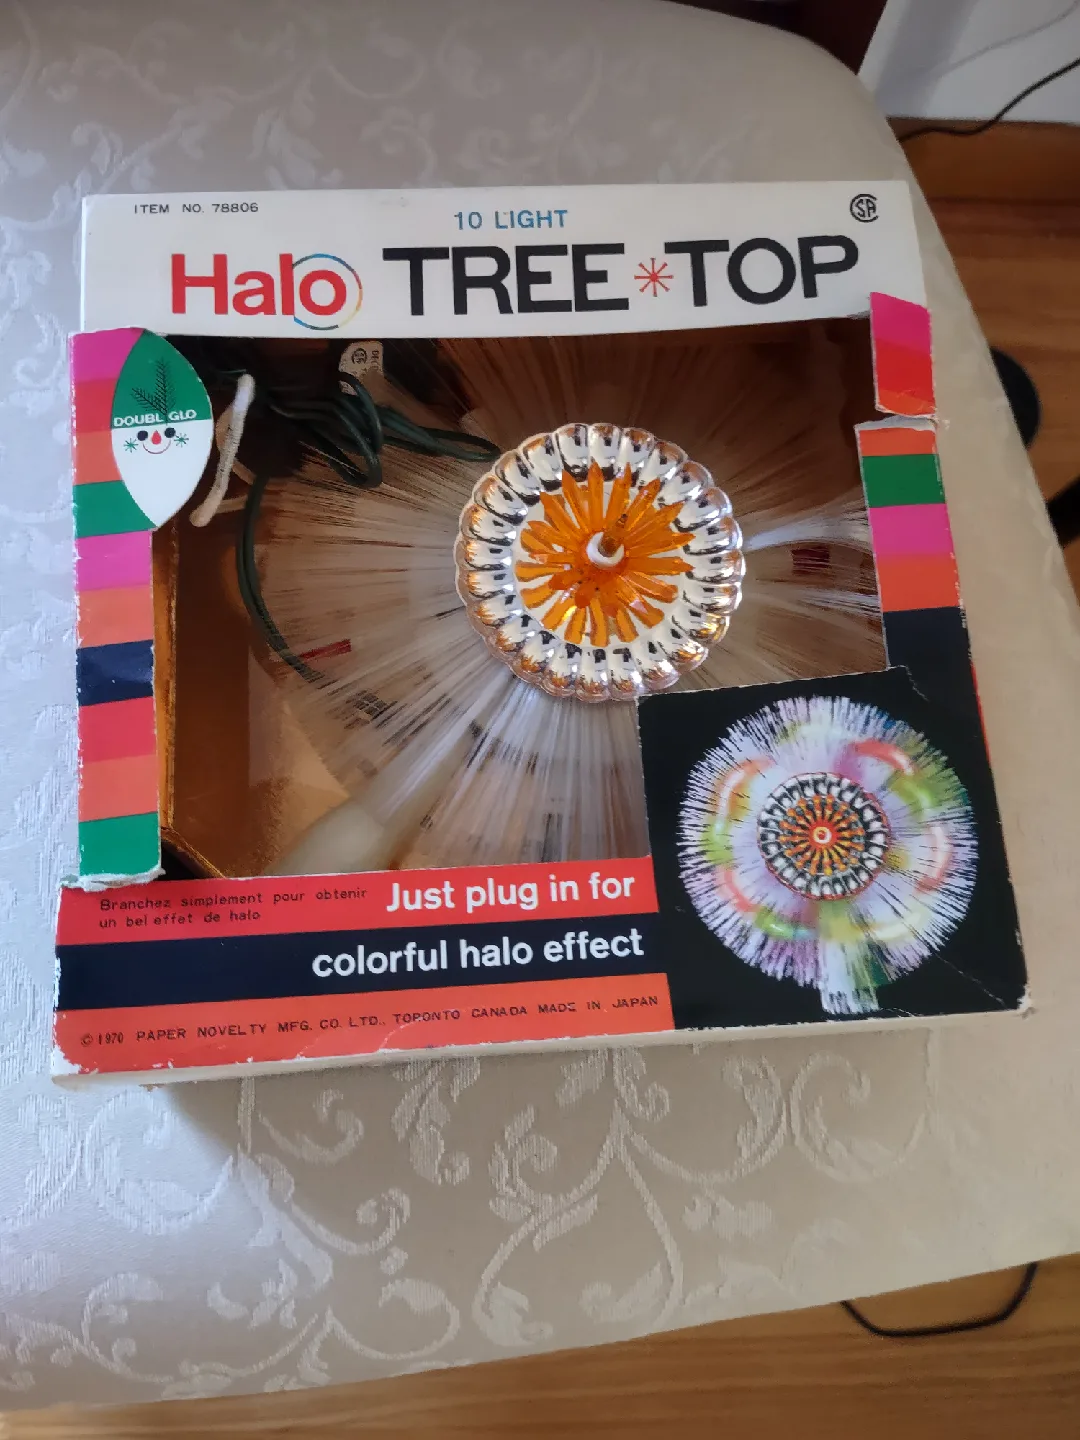 ITEM NO. 78806
10 LIGHT
CSA
Halo TREE TOP
DOUBL GLO
Branchez simplement pour obtenir
un bel effet de halo
Just plug in for
colorful halo effect
© 1970 PAPER NOVELTY MFG. CO. LTD., TORONTO CANADA MADE IN JAPAN